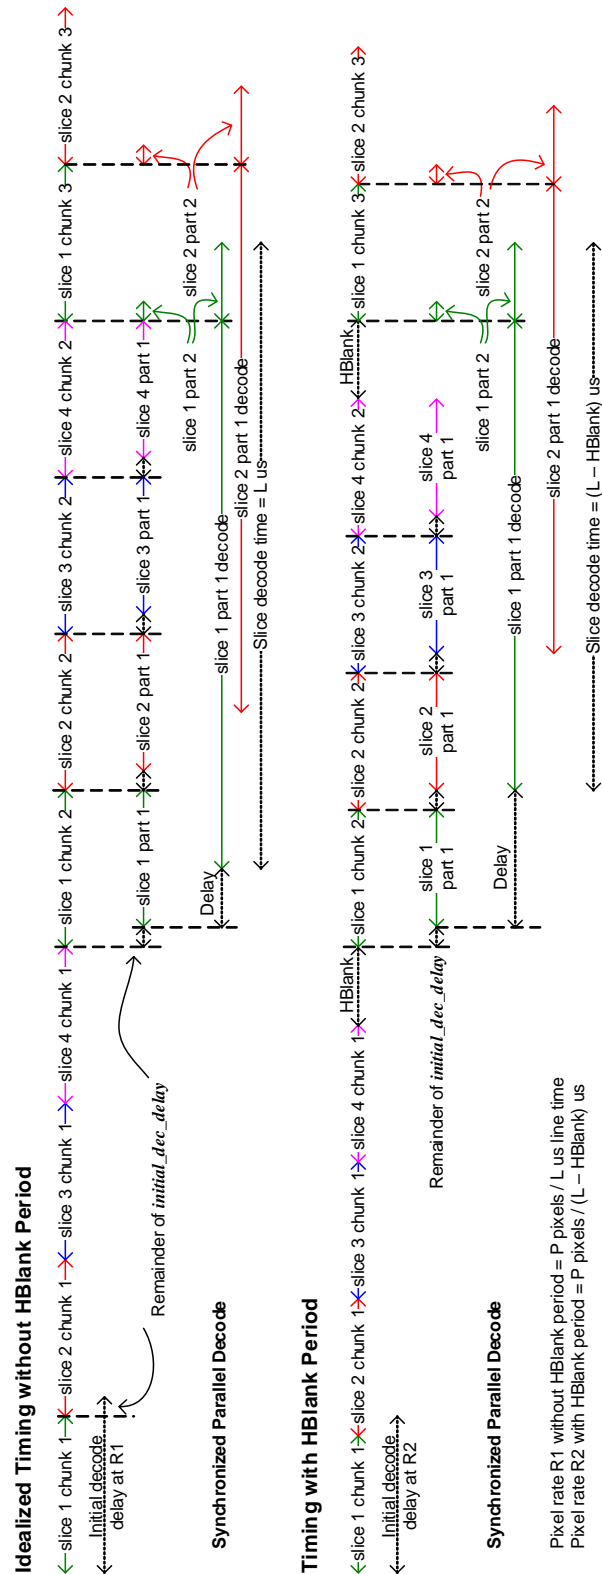 Idealized Timing without HBlank Period
slice 1 chunk 1
slice 2 chunk 1
slice 3 chunk 1
slice 4 chunk 1
slice 1 chunk 2
slice 2 chunk 2
slice 3 chunk 2
slice 4 chunk 2
slice 1 chunk 3
slice 2 chunk 3
Initial decode
delay at R1
Remainder of initial_dec_delay
slice 1 part 1
slice 2 part 1
slice 3 part 1
slice 4 part 1
slice 1 part 2
slice 2 part 2
Synchronized Parallel Decode
Delay
slice 1 part 1 decode
slice 2 part 1 decode
Slice decode time = L us
Timing with HBlank Period
slice 1 chunk 1
slice 2 chunk 1
slice 3 chunk 1
slice 4 chunk 1
HBlank
slice 1 chunk 2
slice 2 chunk 2
slice 3 chunk 2
slice 4 chunk 2
HBlank
slice 1 chunk 3
slice 2 chunk 3
Initial decode
delay at R2
Remainder of initial_dec_delay
slice 1
part 1
slice 2
part 1
slice 3
part 1
slice 4
part 1
slice 1 part 2
slice 2 part 2
Synchronized Parallel Decode
Delay
slice 1 part 1 decode
slice 2 part 1 decode
Slice decode time = (L – HBlank) us
Pixel rate R1 without HBlank period = P pixels / L us line time
Pixel rate R2 with HBlank period = P pixels / (L – HBlank) us